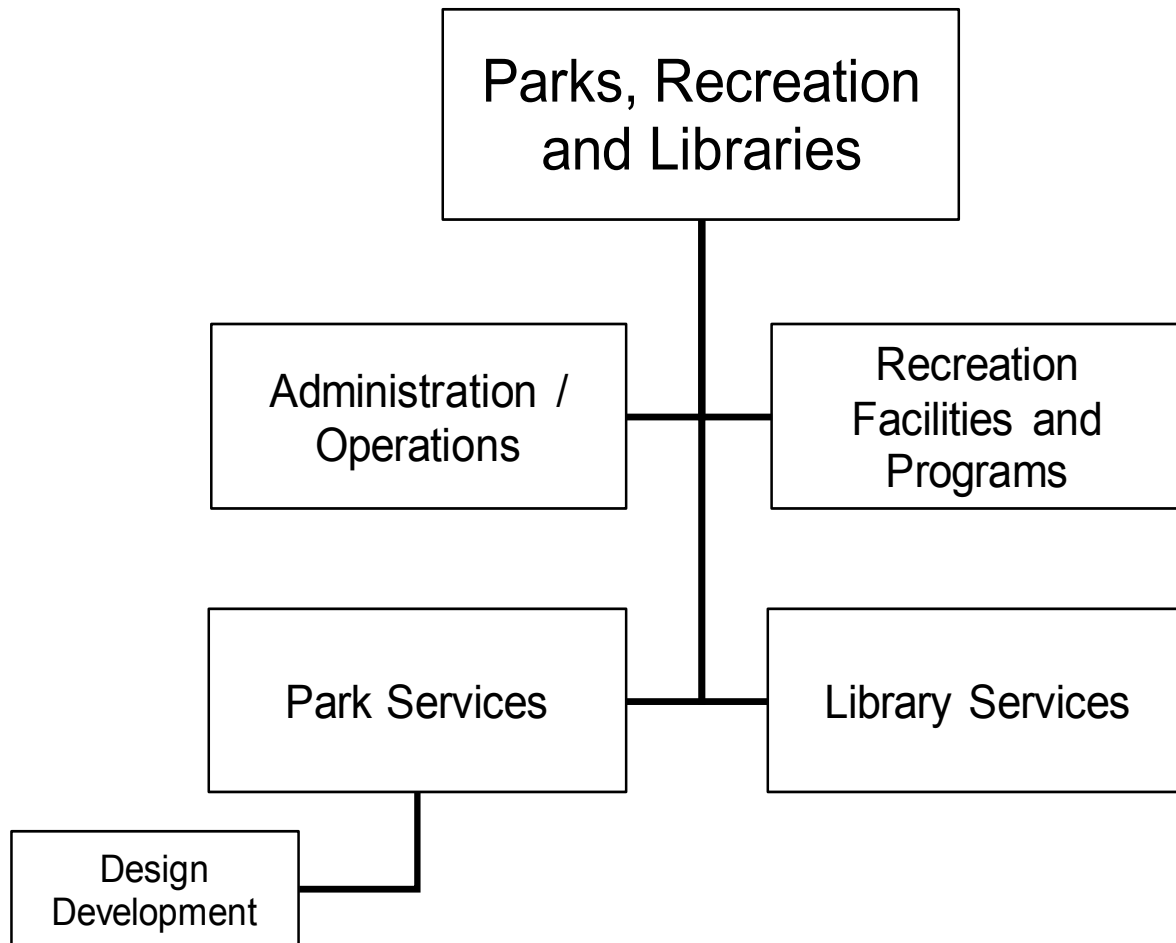 Parks, Recreation
and Libraries
Administration /
Operations
Recreation
Facilities and
Programs
Park Services
Library Services
Design
Development